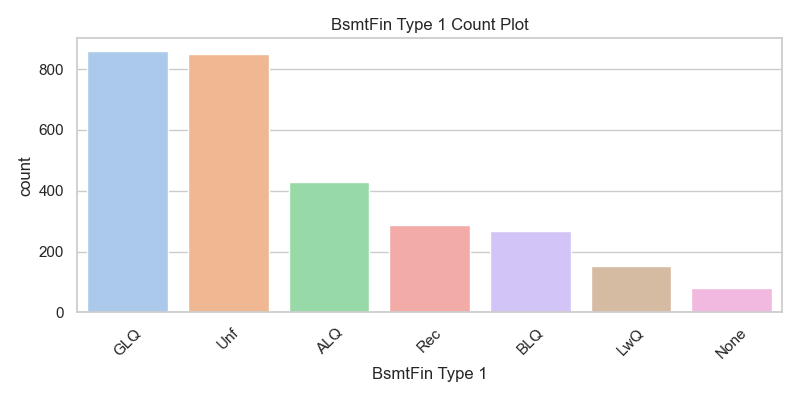 BsmtFin Type 1 Count Plot
count
800
600
400
200
0
GLQ
Unf
ALQ
Rec
BLQ
LwQ
None
BsmtFin Type 1